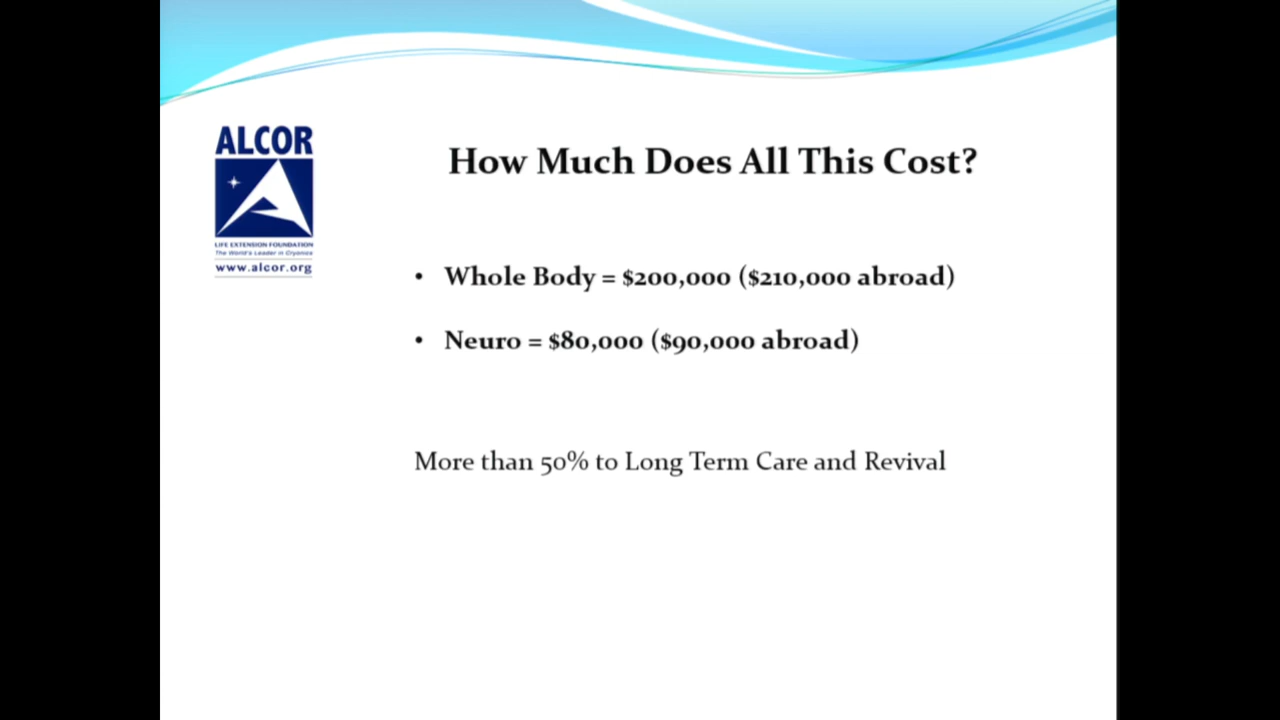 ALCOR
LIFE EXTENSION FOUNDATION
The World's Leader in Cryonics
www.alcor.org
How Much Does All This Cost?
• Whole Body = $200,000 ($210,000 abroad)
• Neuro = $80,000 ($90,000 abroad)
More than 50% to Long Term Care and Revival